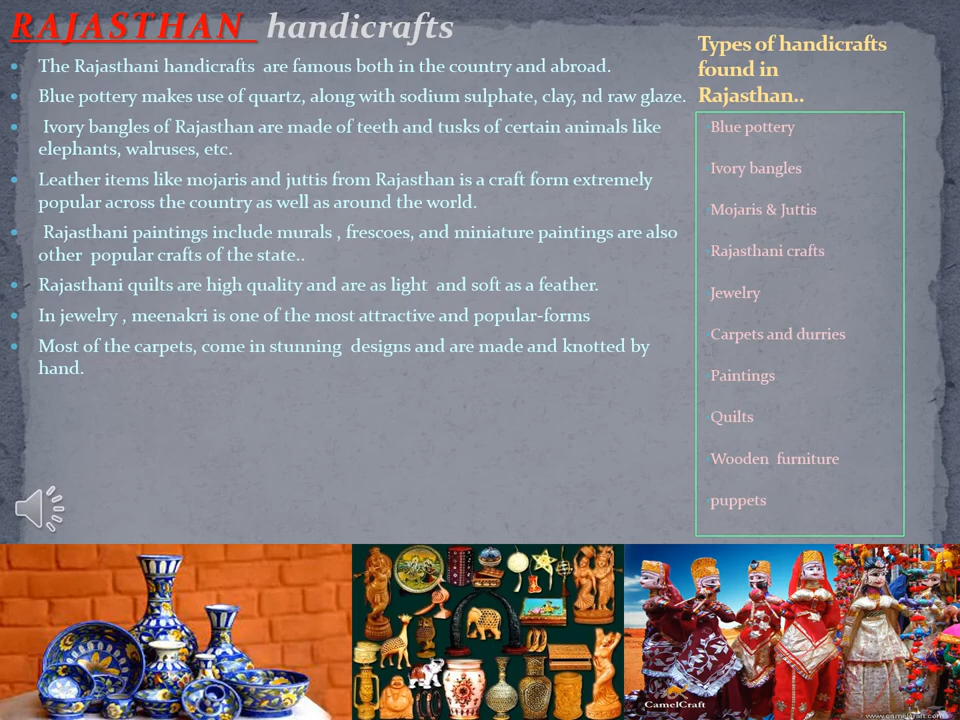 RAJASTHAN handicrafts
The Rajasthani handicrafts are famous both in the country and abroad.
Blue pottery makes use of quartz, along with sodium sulphate, clay, nd raw glaze.
Ivory bangles of Rajasthan are made of teeth and tusks of certain animals like
elephants, walruses, etc.
Leather items like mojaris and juttis from Rajasthan is a craft form extremely
popular across the country as well as around the world.
Rajasthani paintings include murals , frescoes, and miniature paintings are also
other popular crafts of the state..
Rajasthani quilts are high quality and are as light and soft as a feather.
In jewelry , meenakri is one of the most attractive and popular-forms
Most of the carpets, come in stunning designs and are made and knotted by
hand.
Types of handicrafts
found in
Rajasthan..
Blue pottery
Ivory bangles
Mojaris & Juttis
Rajasthani crafts
Jewelry
Carpets and durries
Paintings
Quilts
Wooden furniture
puppets
CamelCraft
www.camelcraft.com